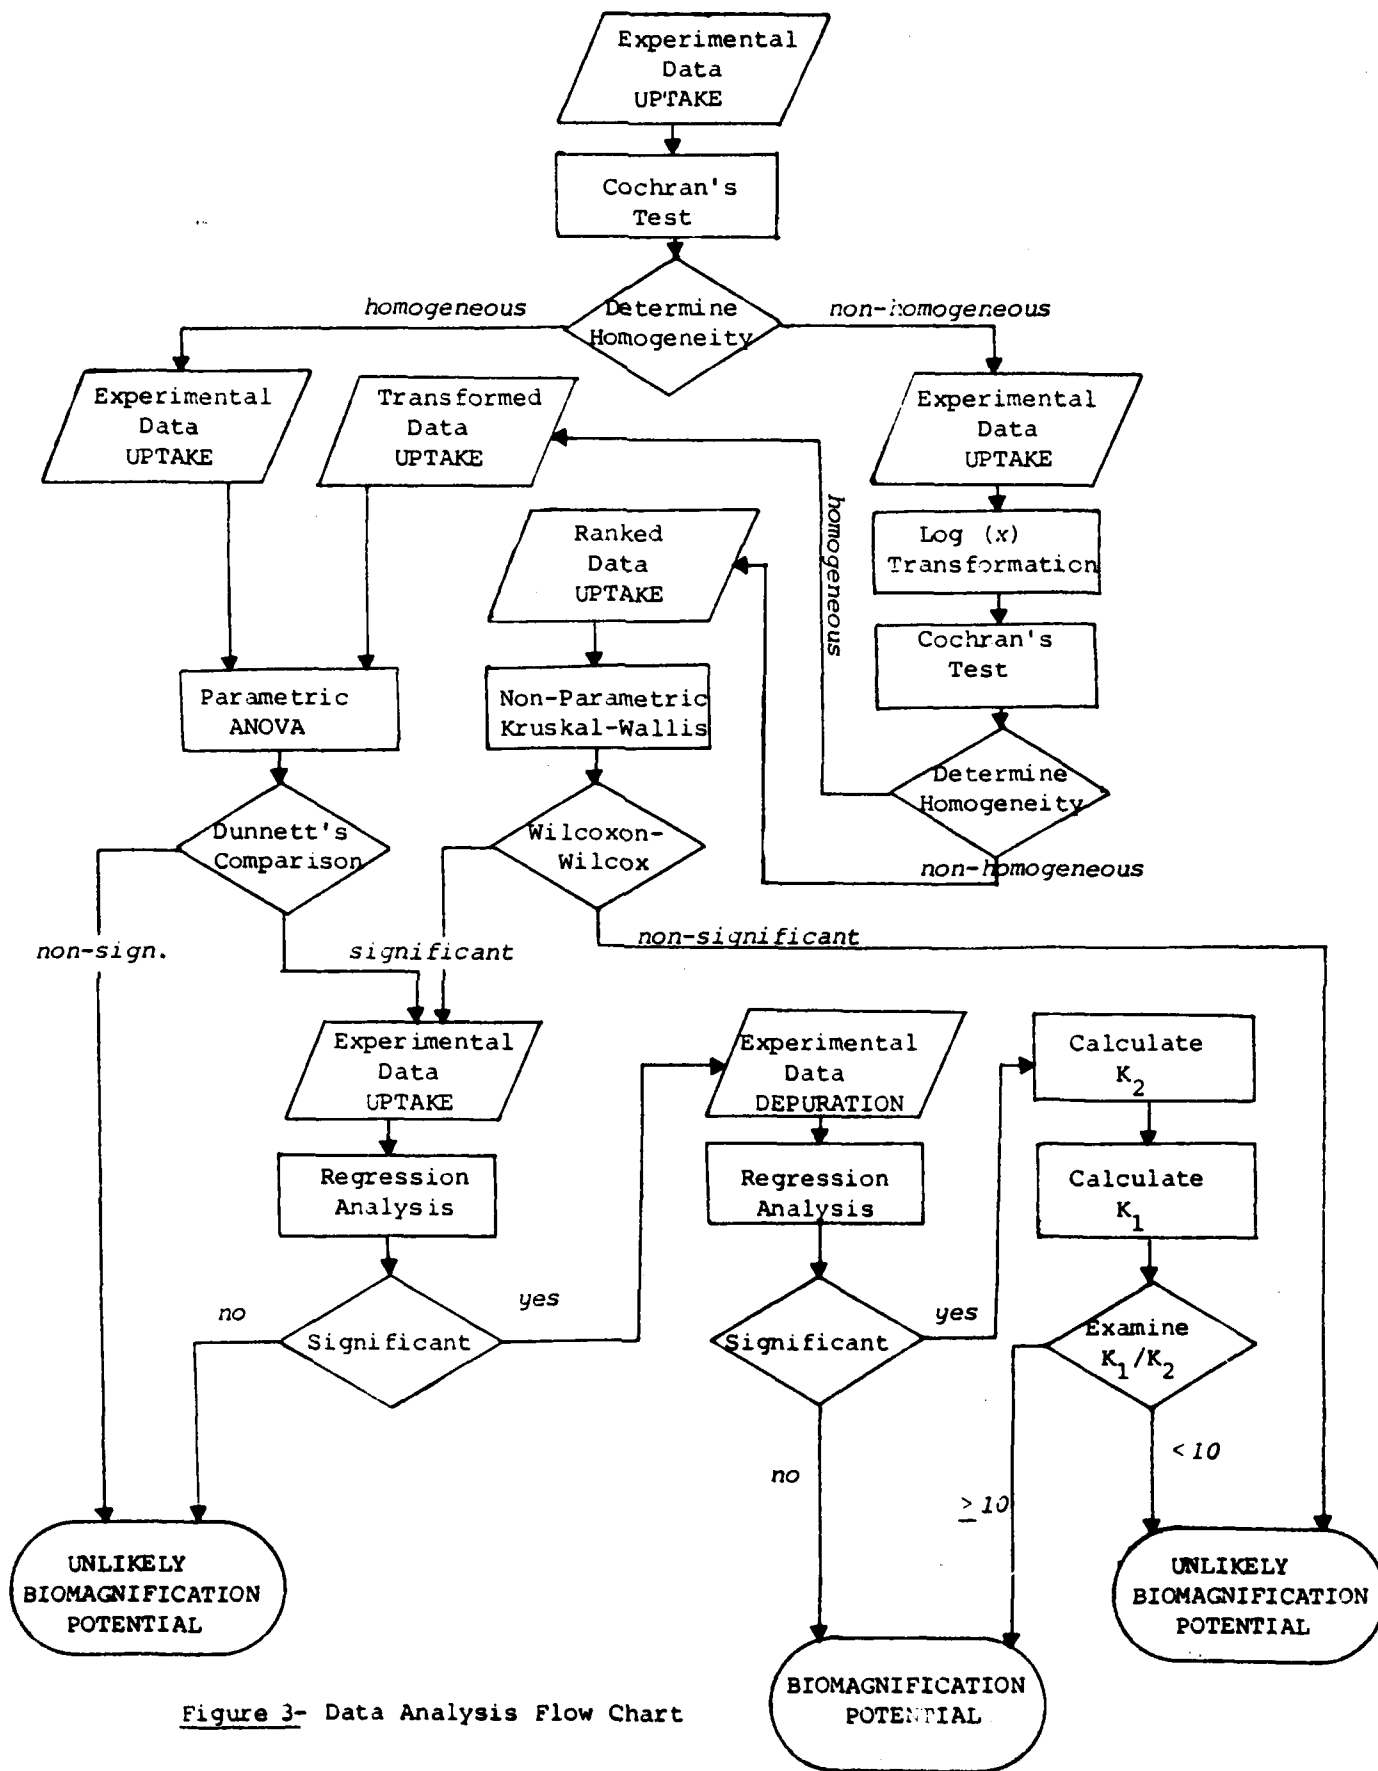 Experimental
Data
UPTAKE
Cochran's
Test
Determine
Homogeneity
homogeneous
non-homogeneous
Experimental
Data
UPTAKE
Transformed
Data
UPTAKE
Experimental
Data
UPTAKE
homogeneous
Ranked
Data
UPTAKE
Log (x)
Transformation
Cochran's
Test
Parametric
ANOVA
Non-Parametric
Kruskal-Wallis
Determine
Homogeneity
Dunnett's
Comparison
Wilcoxon-
Wilcox
non-homogeneous
non-sign.
significant
non-significant
Experimental
Data
UPTAKE
Experimental
Data
DEPURATION
Calculate
K2
Regression
Analysis
Regression
Analysis
Calculate
K1
no
yes
Significant
yes
Significant
Examine
K1/K2
no
≥10
<10
UNLIKELY
BIOMAGNIFICATION
POTENTIAL
UNLIKELY
BIOMAGNIFICATION
POTENTIAL
BIOMAGNIFICATION
POTENTIAL
Figure 3- Data Analysis Flow Chart